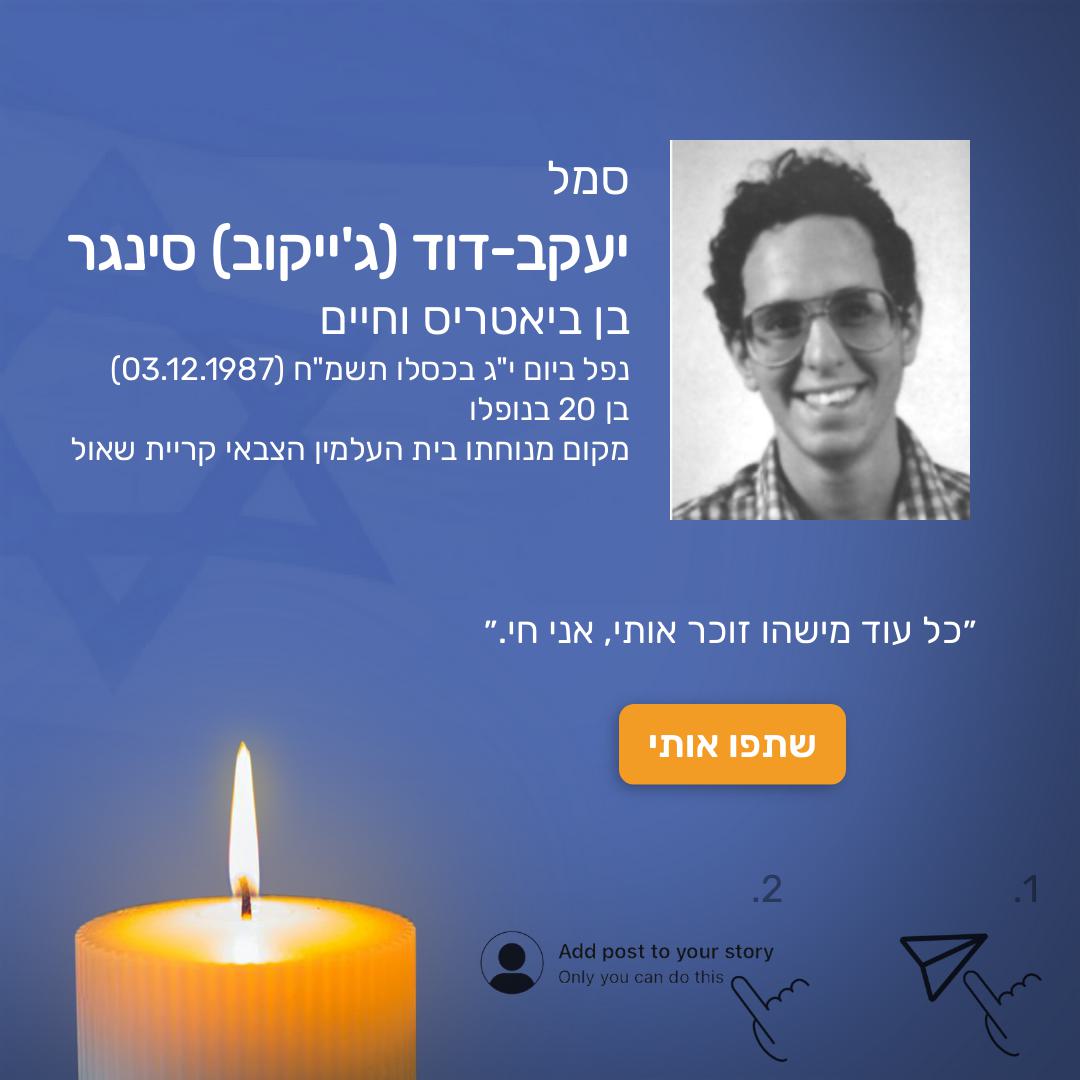 סמל
יעקב-דוד (ג'ייקוב) סינגר
בן ביאטריס וחיים
נפל ביום י"ג בכסלו תשמ"ח (03.12.1987)
בן 20 בנופלו
מקום מנוחתו בית העלמין הצבאי קריית שאול
״כל עוד מישהו זוכר אותי, אני חי.״
שתפו אותי
.1
.2
Add post to your story
Only you can do this